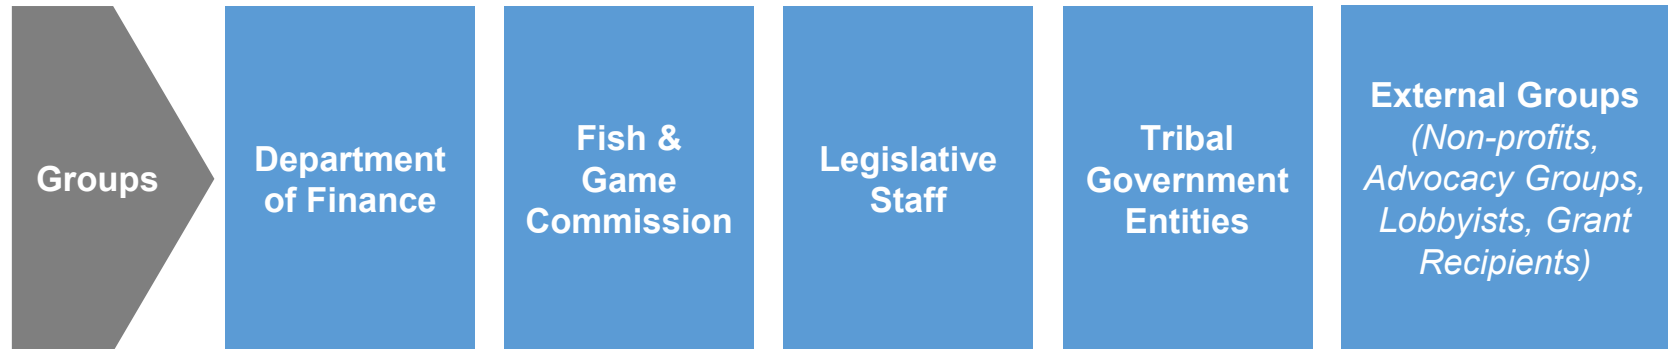 Groups
Department
of Finance
Fish &
Game
Commission
Legislative
Staff
Tribal
Government
Entities
External Groups
(Non-profits,
Advocacy Groups,
Lobbyists, Grant
Recipients)